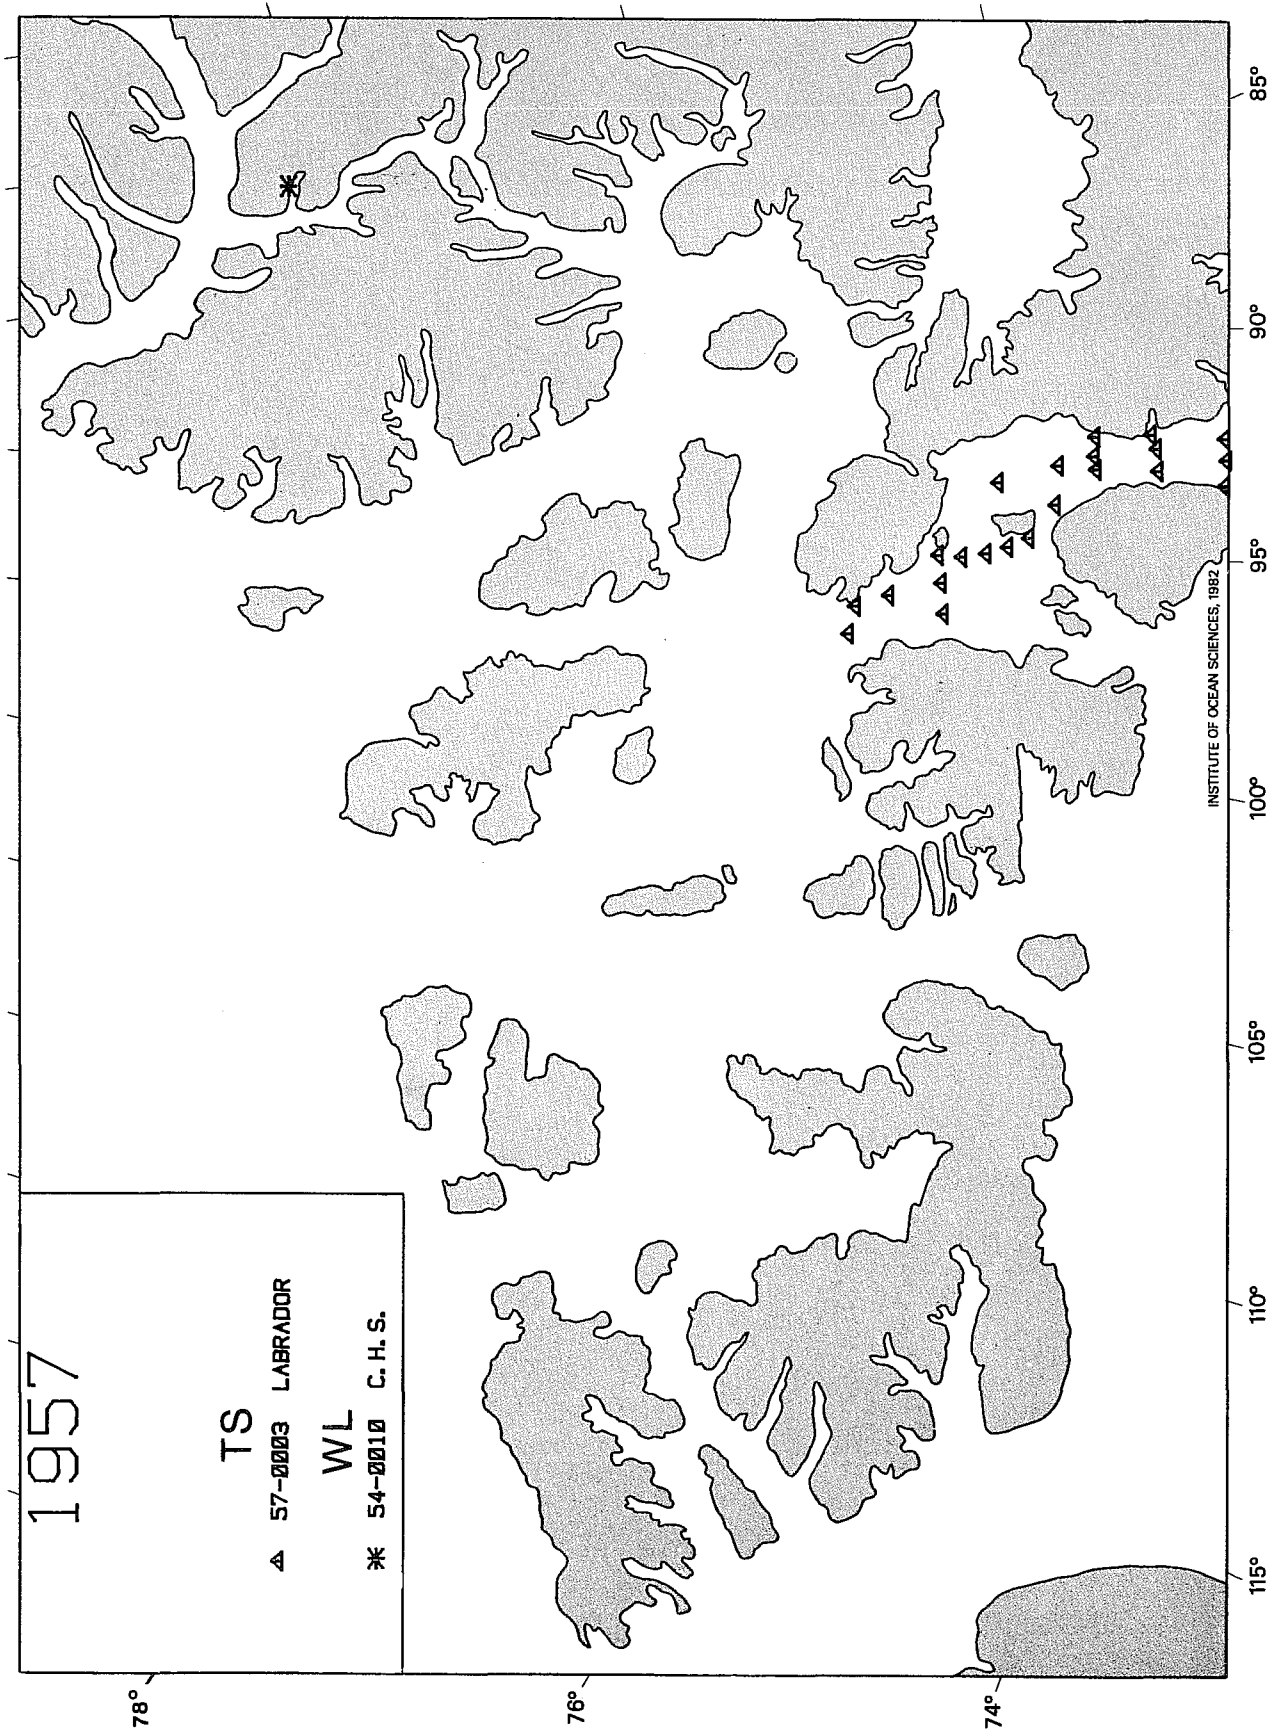 1957
TS
57-0003 LABRADOR
WL
54-0010 C.H.S.
78°
76°
74°
115°
110°
105°
100°
95°
90°
85°
INSTITUTE OF OCEAN SCIENCES, 1982